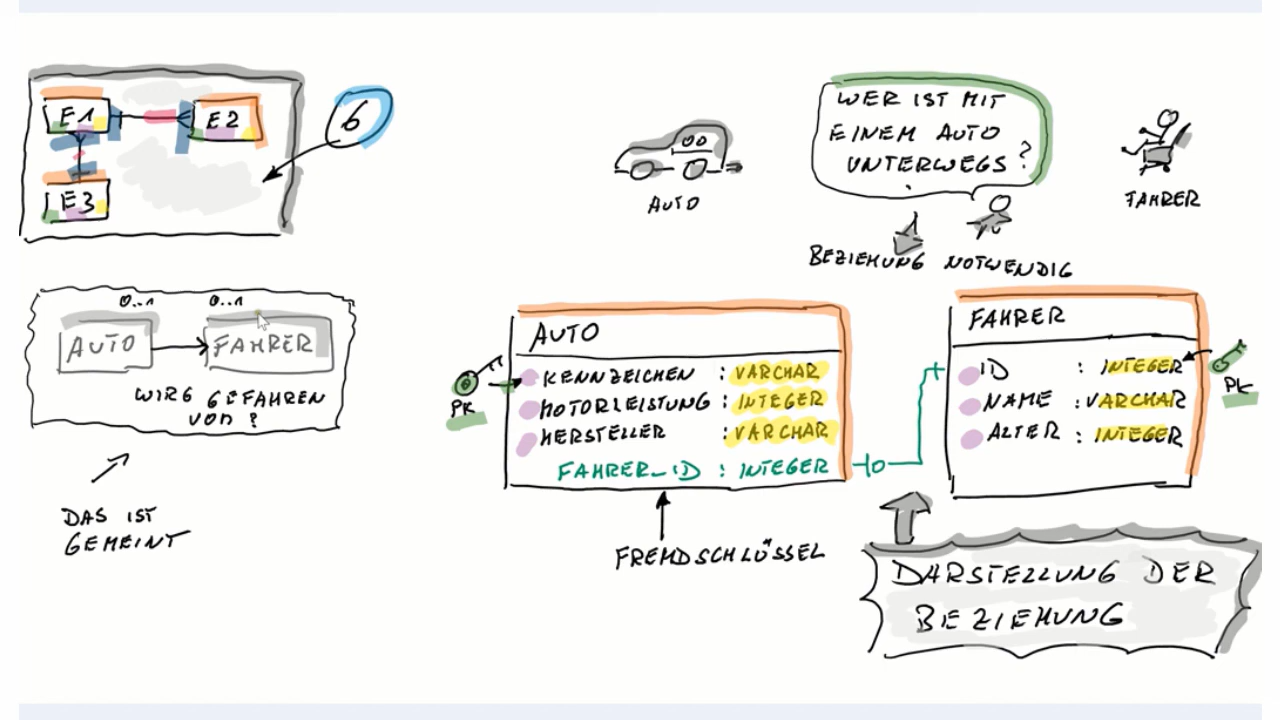 E1
E2
E3
6
AUTO
WER IST MIT
EINEM AUTO
UNTERWEGS?
FAHRER
BEZIEHUNG NOTWENDIG
0..1 0..1
AUTO
FAHRER
WIRD GEFAHREN
VON?
DAS IST
GEMEINT
PK
AUTO
KENNZEICHEN : VARCHAR
MOTORLEISTUNG : INTEGER
HERSTELLER : VARCHAR
FAHRER_ID : INTEGER
FREMDSCHLÜSSEL
FAHRER
ID : INTEGER
NAME : VARCHAR
ALTER : INTEGER
PK
DARSTELLUNG DER
BEZIEHUNG